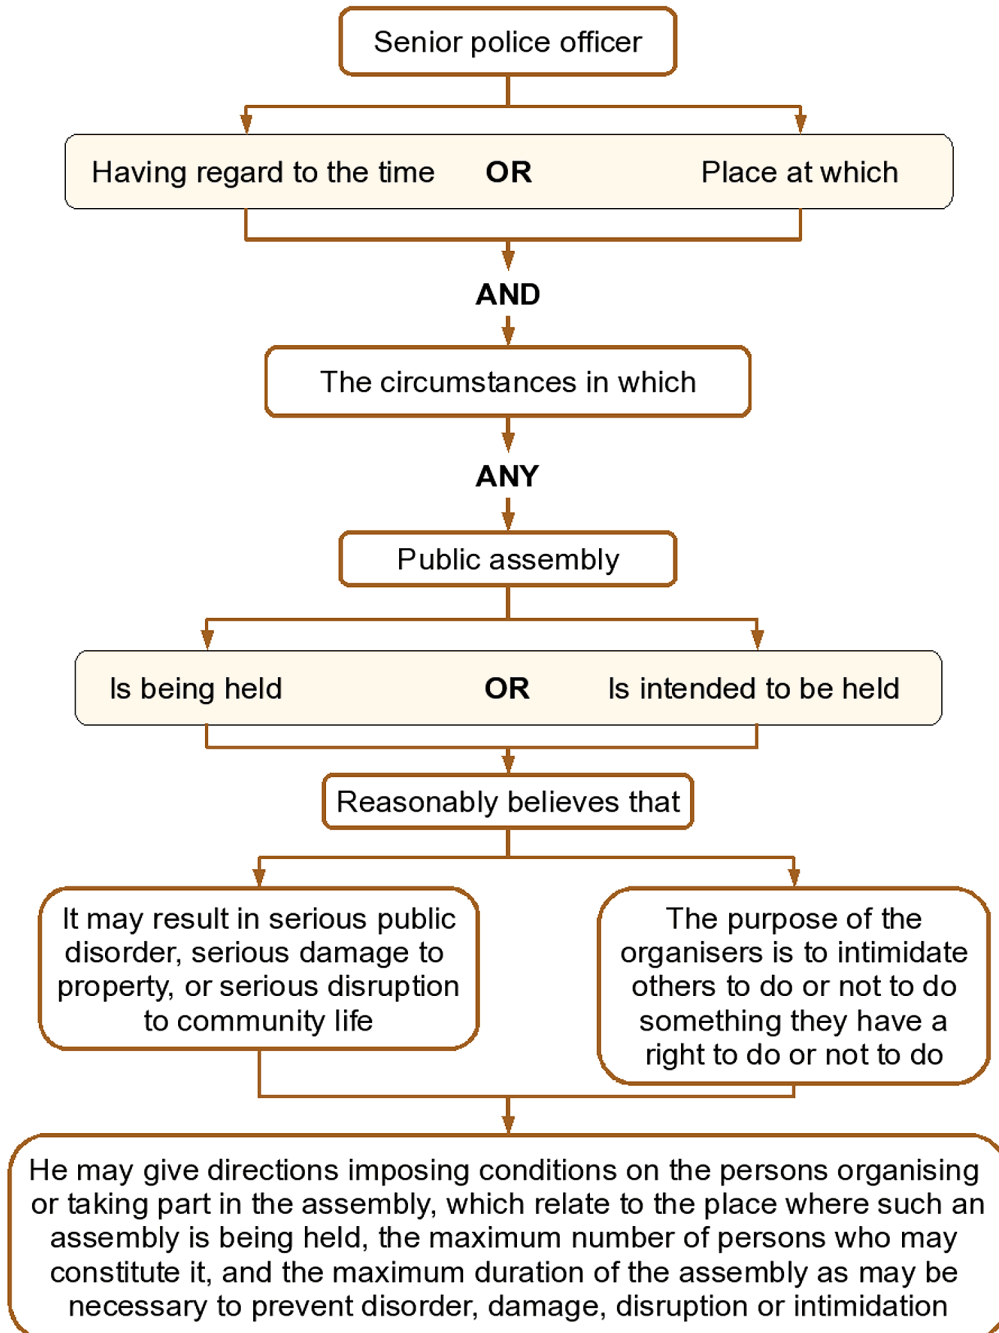 Senior police officer
Having regard to the time OR Place at which
AND
The circumstances in which
ANY
Public assembly
Is being held OR Is intended to be held
Reasonably believes that
It may result in serious public
disorder, serious damage to
property, or serious disruption
to community life
The purpose of the
organisers is to intimidate
others to do or not to do
something they have a
right to do or not to do
He may give directions imposing conditions on the persons organising
or taking part in the assembly, which relate to the place where such an
assembly is being held, the maximum number of persons who may
constitute it, and the maximum duration of the assembly as may be
necessary to prevent disorder, damage, disruption or intimidation